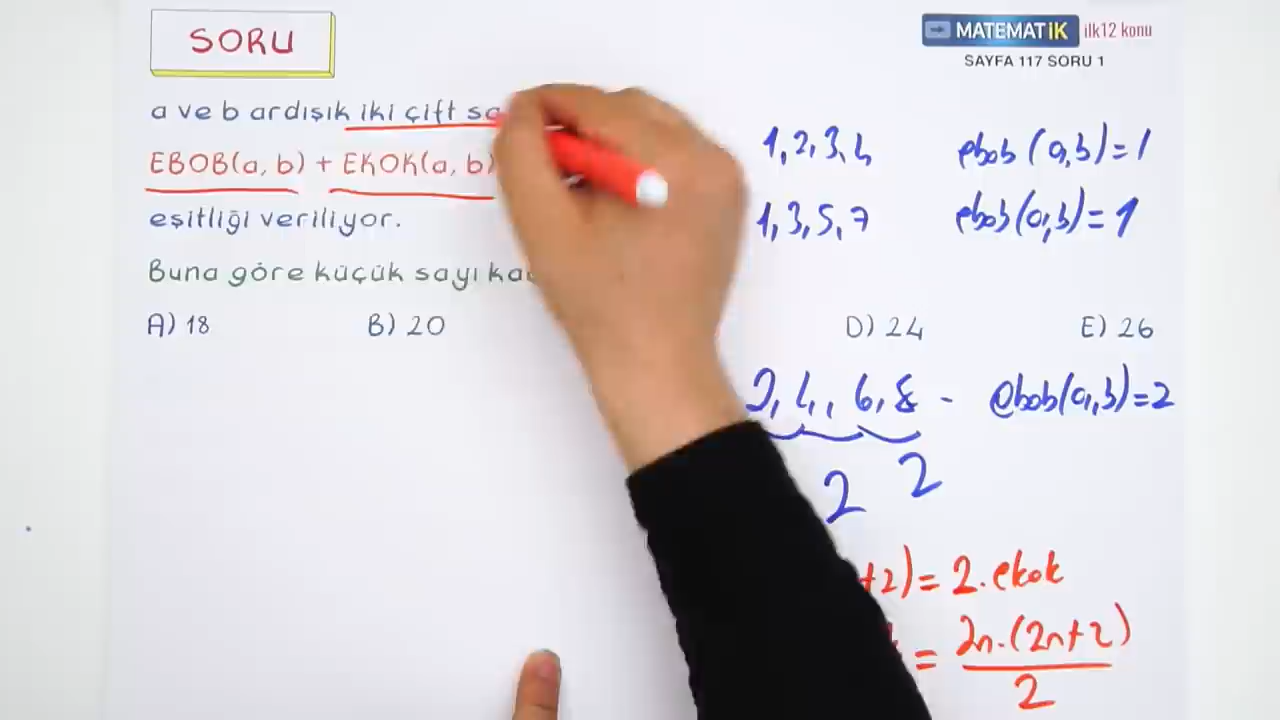 SORU
MATEMATİK ilk12 konu
SAYFA 117 SORU 1
a ve b ardışık iki çift
EBOB(a, b) + EKOK(a, b)
eşitliği veriliyor.
Buna göre küçük sayı
A) 18 B) 20 D) 24 E) 26
1, 2, 3, 4 ebob (a,b) = 1
1, 3, 5, 7 ebob (a,b) = 1
2, 4, 6, 8 - ebob(a,b) = 2
2 2
+2) = 2.ekok
= 2n.(2n+2)
2